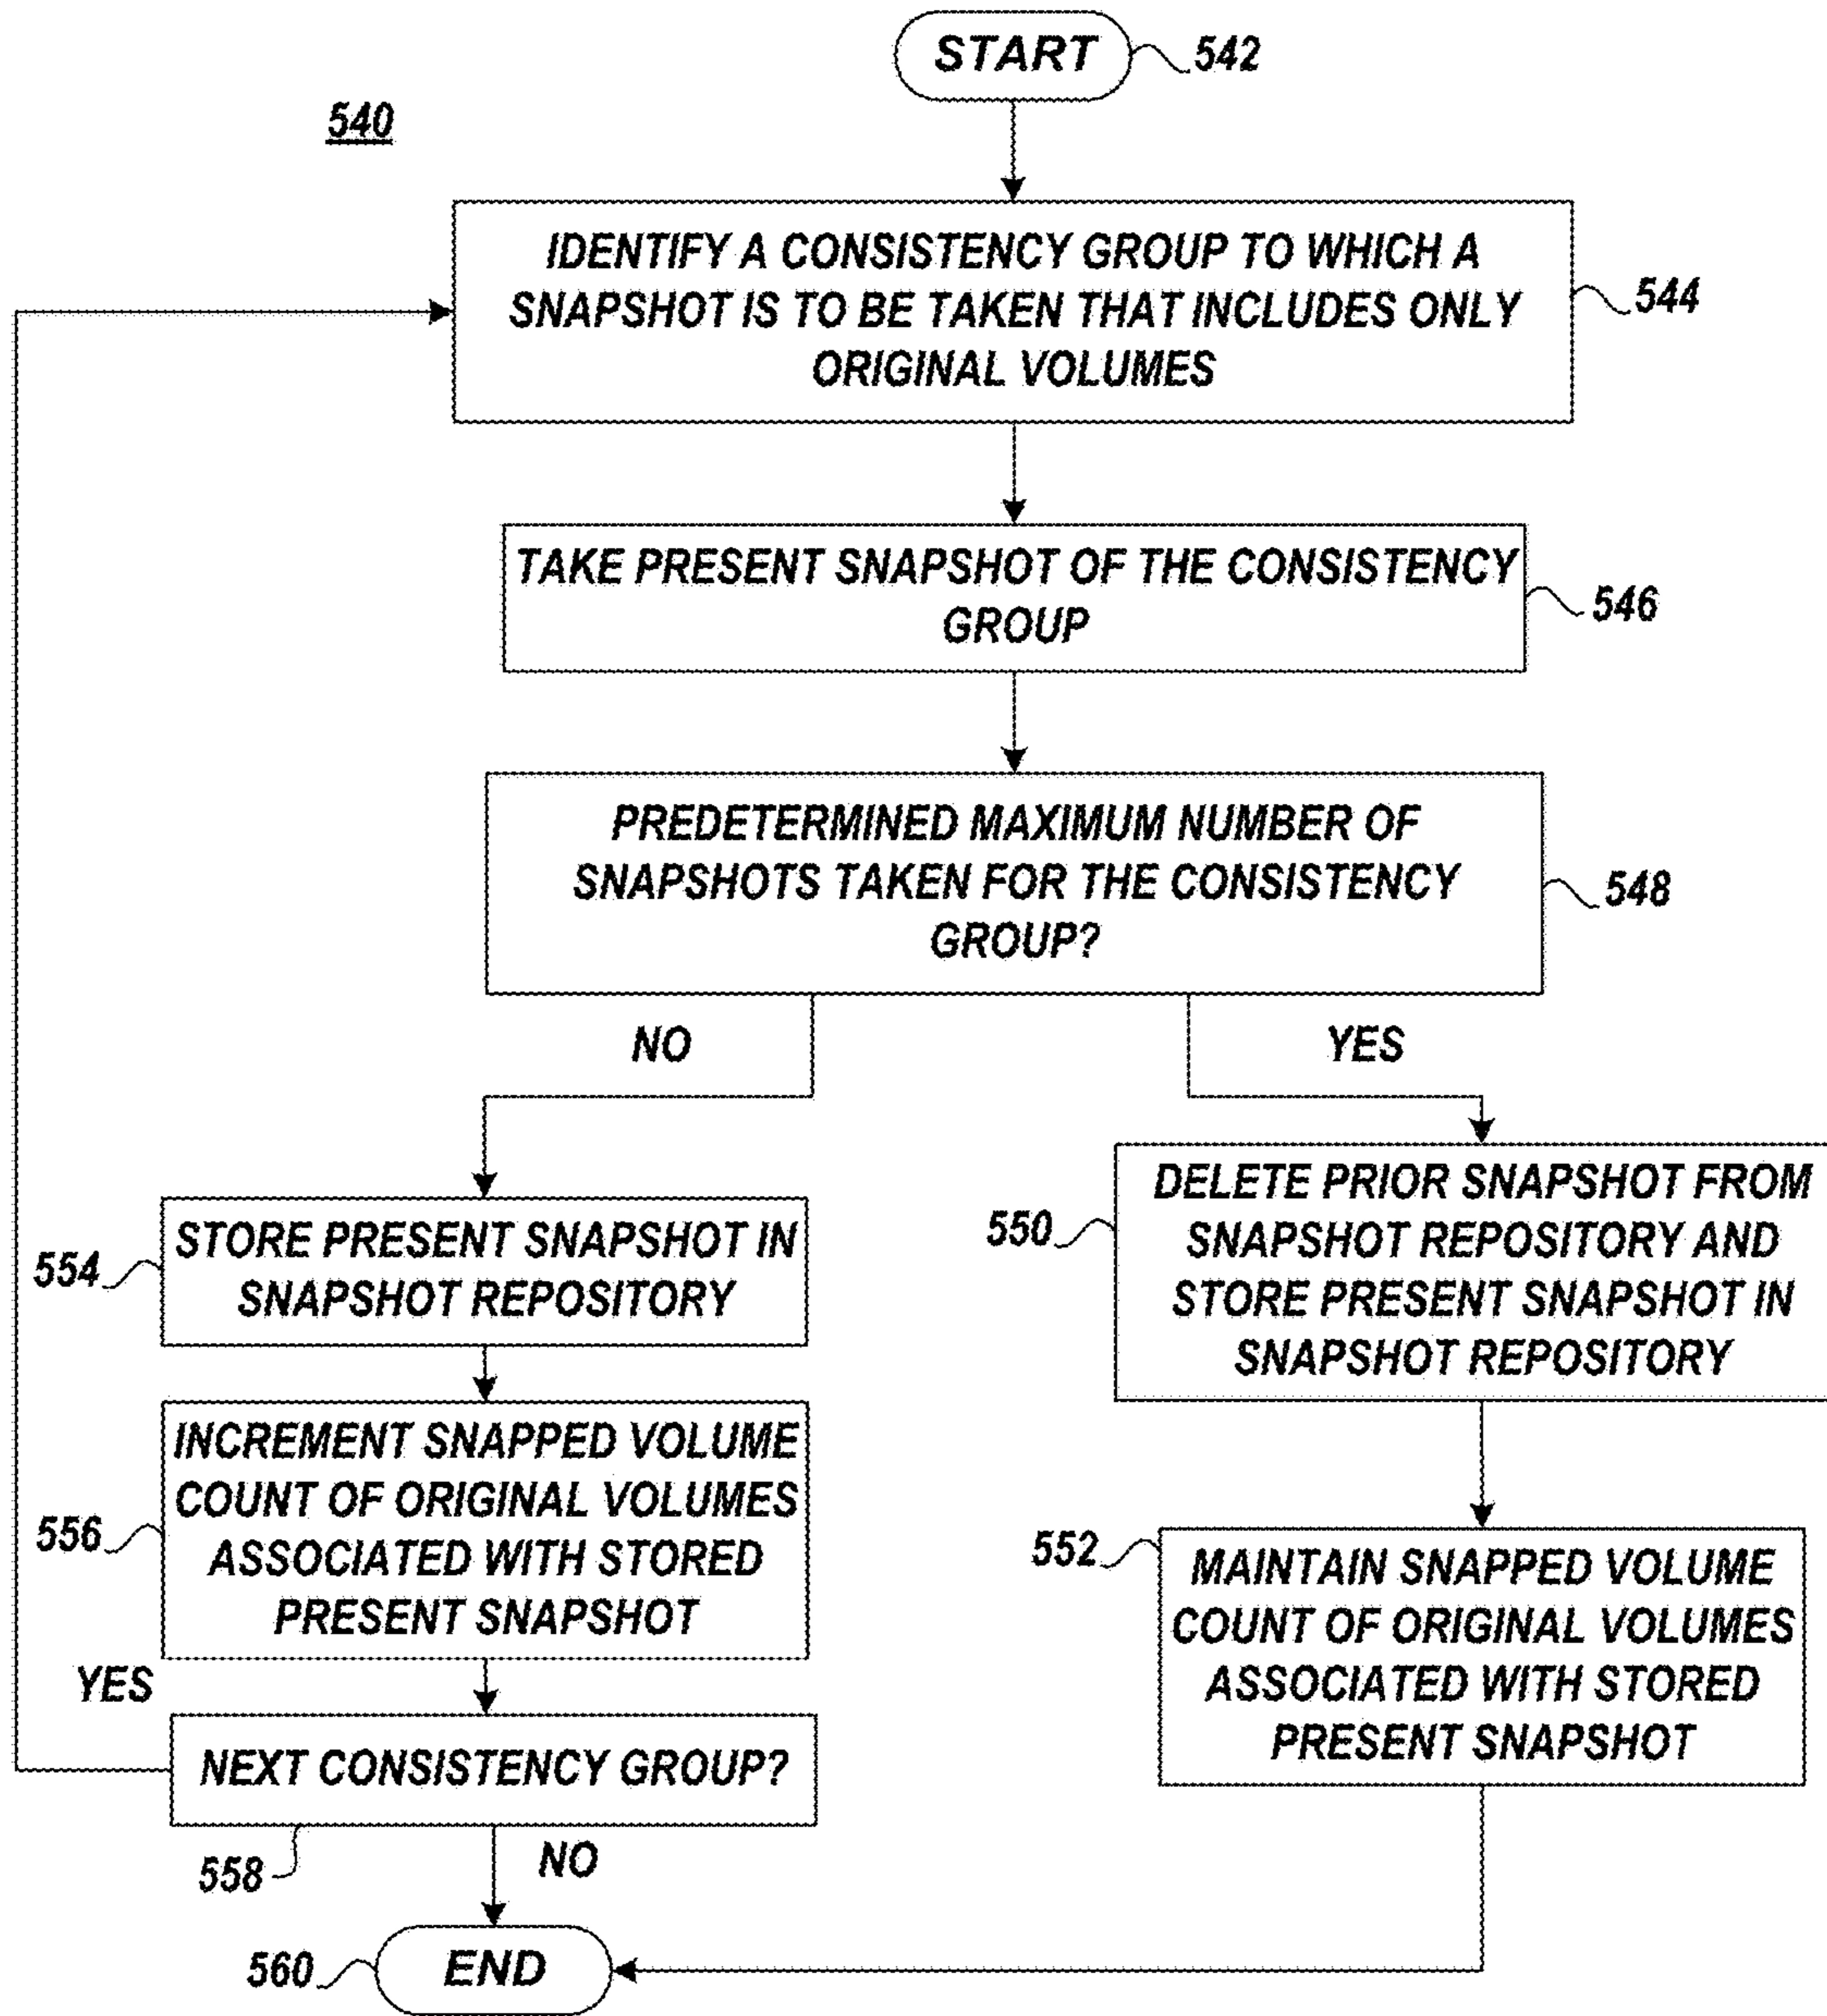 START
542
540
IDENTIFY A CONSISTENCY GROUP TO WHICH A
SNAPSHOT IS TO BE TAKEN THAT INCLUDES ONLY
ORIGINAL VOLUMES
544
TAKE PRESENT SNAPSHOT OF THE CONSISTENCY
GROUP
546
PREDETERMINED MAXIMUM NUMBER OF
SNAPSHOTS TAKEN FOR THE CONSISTENCY
GROUP?
548
NO
YES
554
STORE PRESENT SNAPSHOT IN
SNAPSHOT REPOSITORY
550
DELETE PRIOR SNAPSHOT FROM
SNAPSHOT REPOSITORY AND
STORE PRESENT SNAPSHOT IN
SNAPSHOT REPOSITORY
556
INCREMENT SNAPPED VOLUME
COUNT OF ORIGINAL VOLUMES
ASSOCIATED WITH STORED
PRESENT SNAPSHOT
552
MAINTAIN SNAPPED VOLUME
COUNT OF ORIGINAL VOLUMES
ASSOCIATED WITH STORED
PRESENT SNAPSHOT
YES
NEXT CONSISTENCY GROUP?
558
NO
560
END